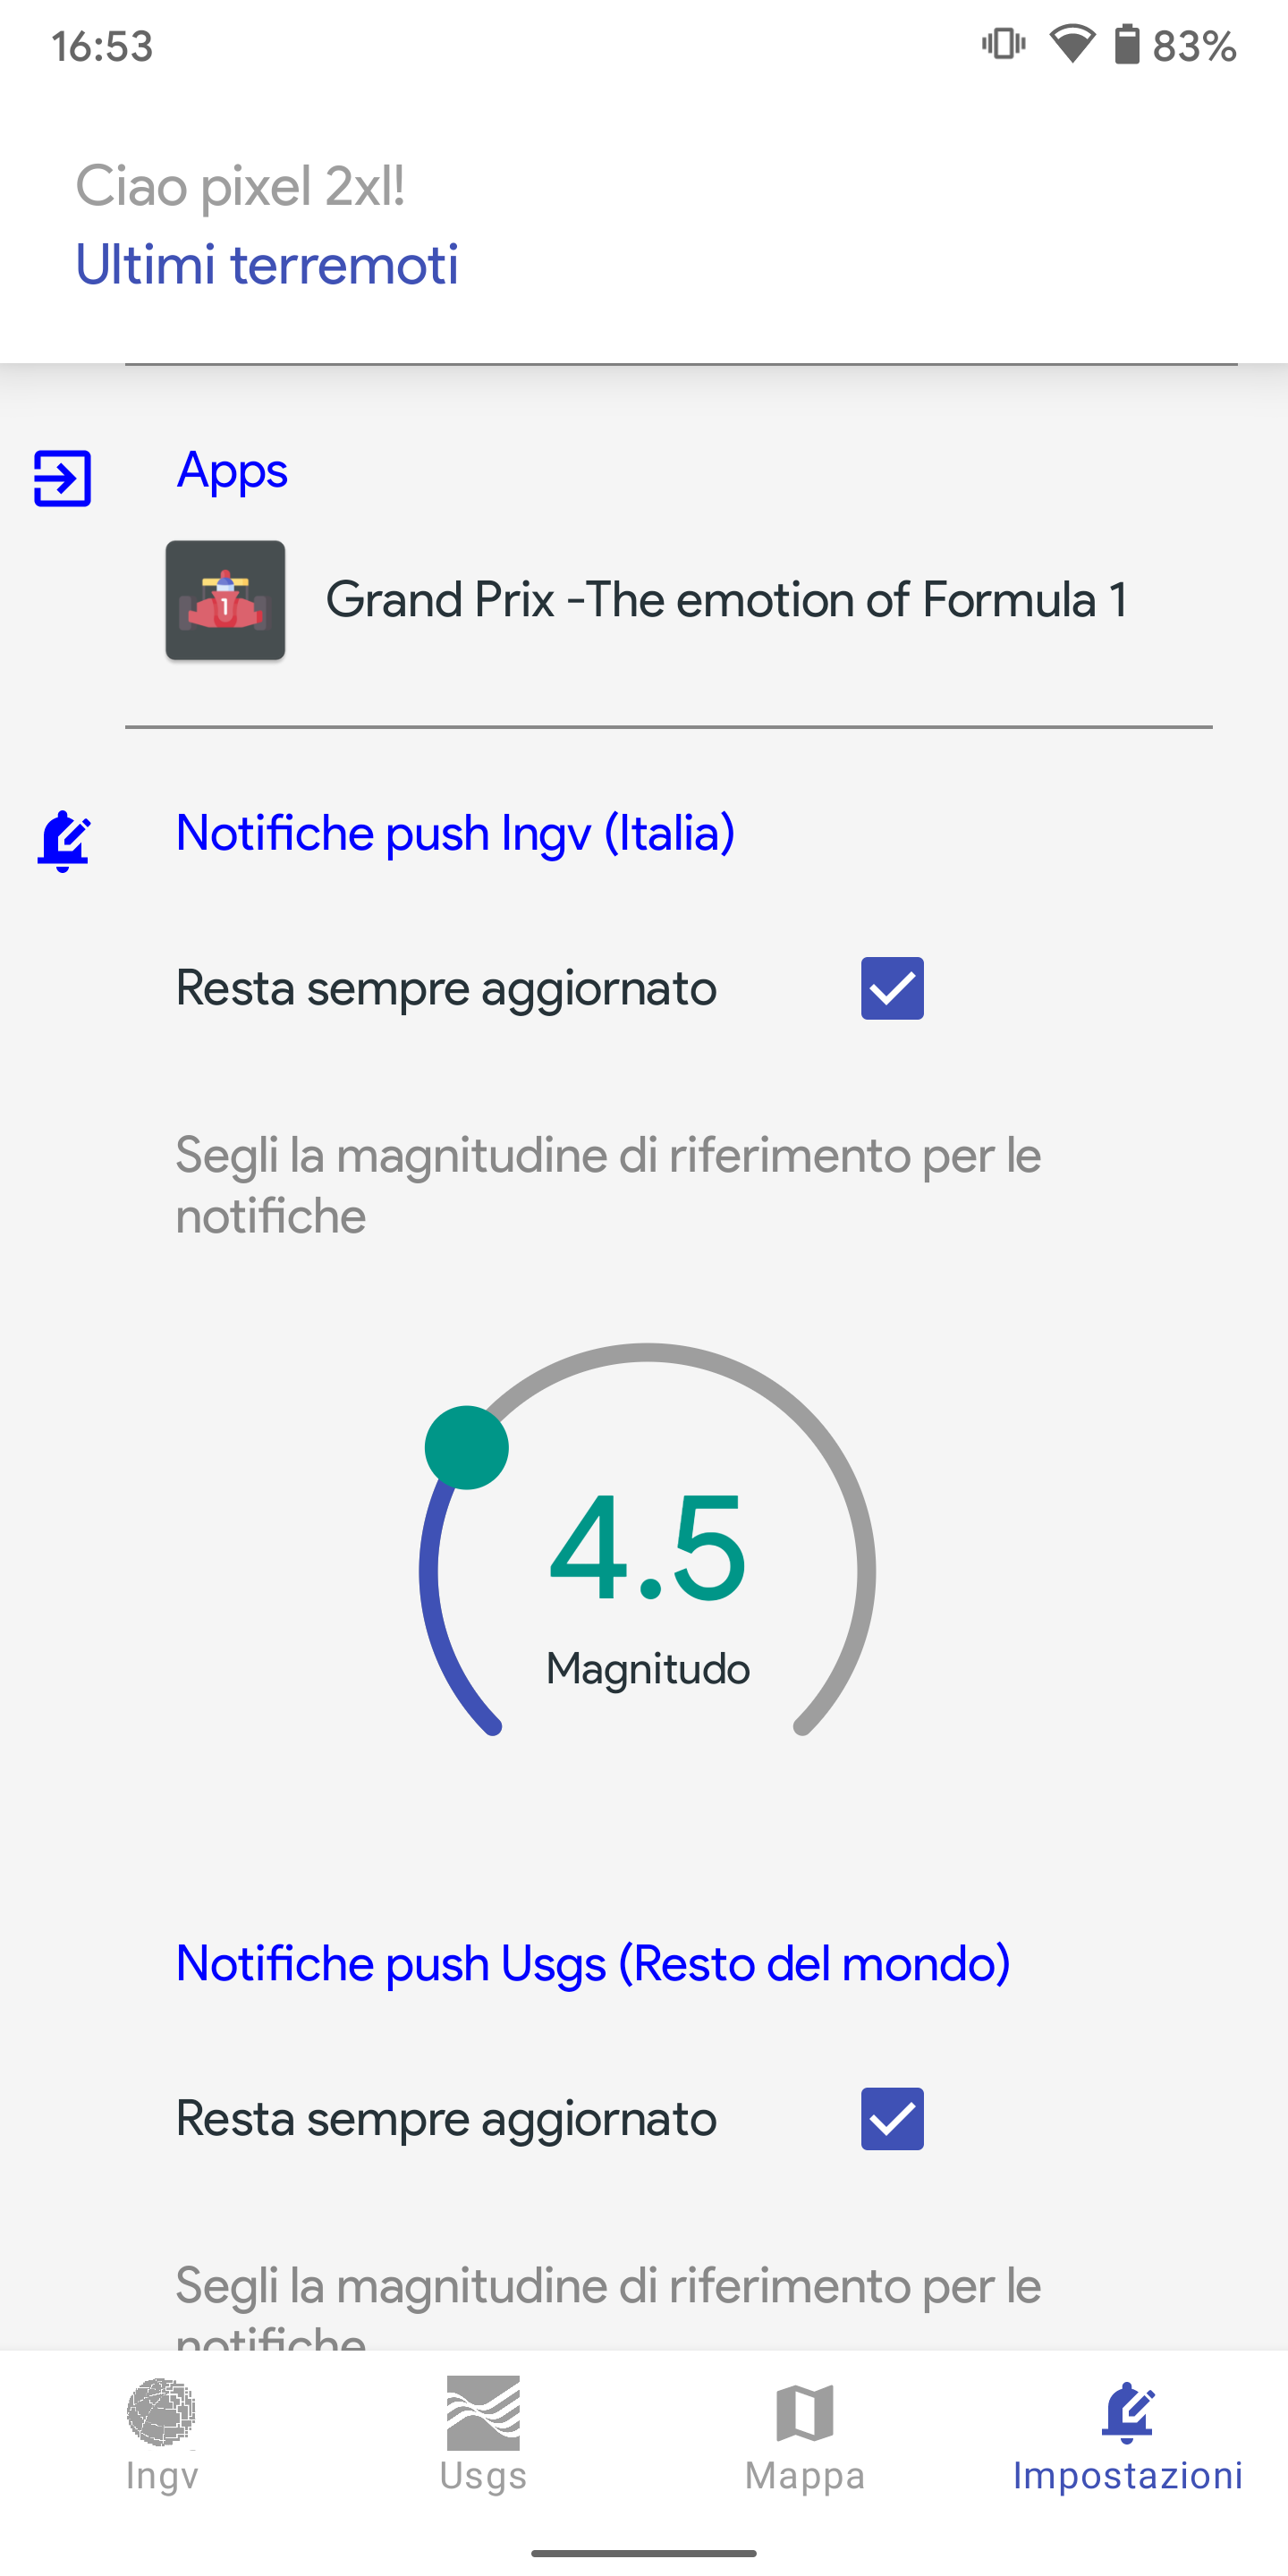 16:53
83%
Ciao pixel 2xl!
Ultimi terremoti
Apps
1
Grand Prix -The emotion of Formula 1
Notifiche push Ingv (Italia)
Resta sempre aggiornato
Segli la magnitudine di riferimento per le
notifiche
4.5
Magnitudo
Notifiche push Usgs (Resto del mondo)
Resta sempre aggiornato
Segli la magnitudine di riferimento per le
notifiche
Ingv
Usgs
Mappa
Impostazioni